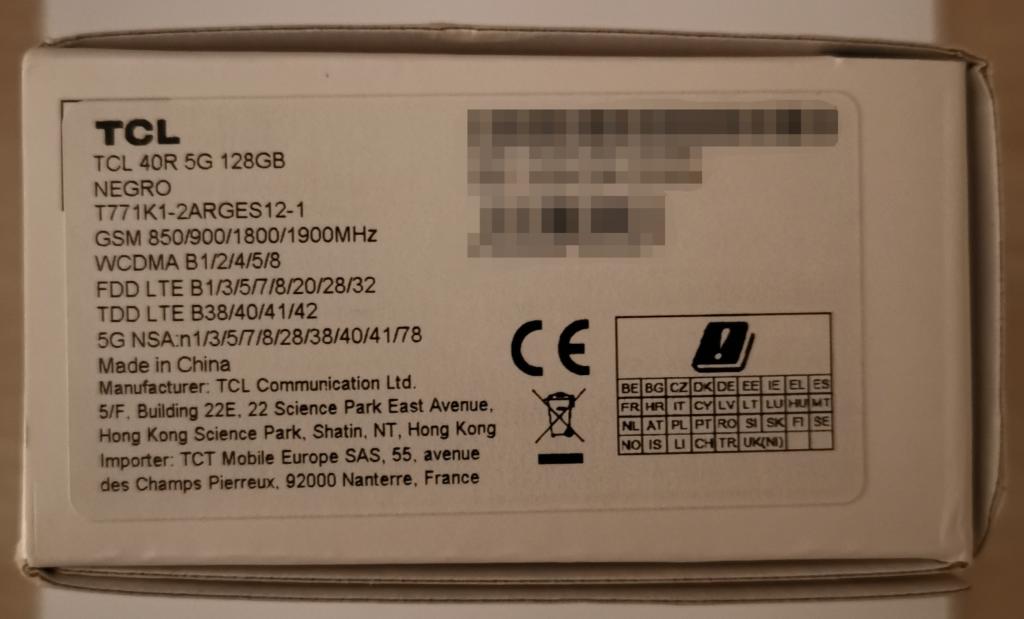 TCL
TCL 40R 5G 128GB
NEGRO
T771K1-2ARGES12-1
GSM 850/900/1800/1900MHz
WCDMA B1/2/4/5/8
FDD LTE B1/3/5/7/8/20/28/32
TDD LTE B38/40/41/42
5G NSA:n1/3/5/7/8/28/38/40/41/78
Made in China
Manufacturer: TCL Communication Ltd.
5/F, Building 22E, 22 Science Park East Avenue,
Hong Kong Science Park, Shatin, NT, Hong Kong
Importer: TCT Mobile Europe SAS, 55, avenue
des Champs Pierreux, 92000 Nanterre, France
CE
BE BG CZ DK DE EE IE EL ES
FR HR IT CY LV LT LU HU MT
NL AT PL PT RO SI SK FI SE
NO IS LI CH TR UK(NI)